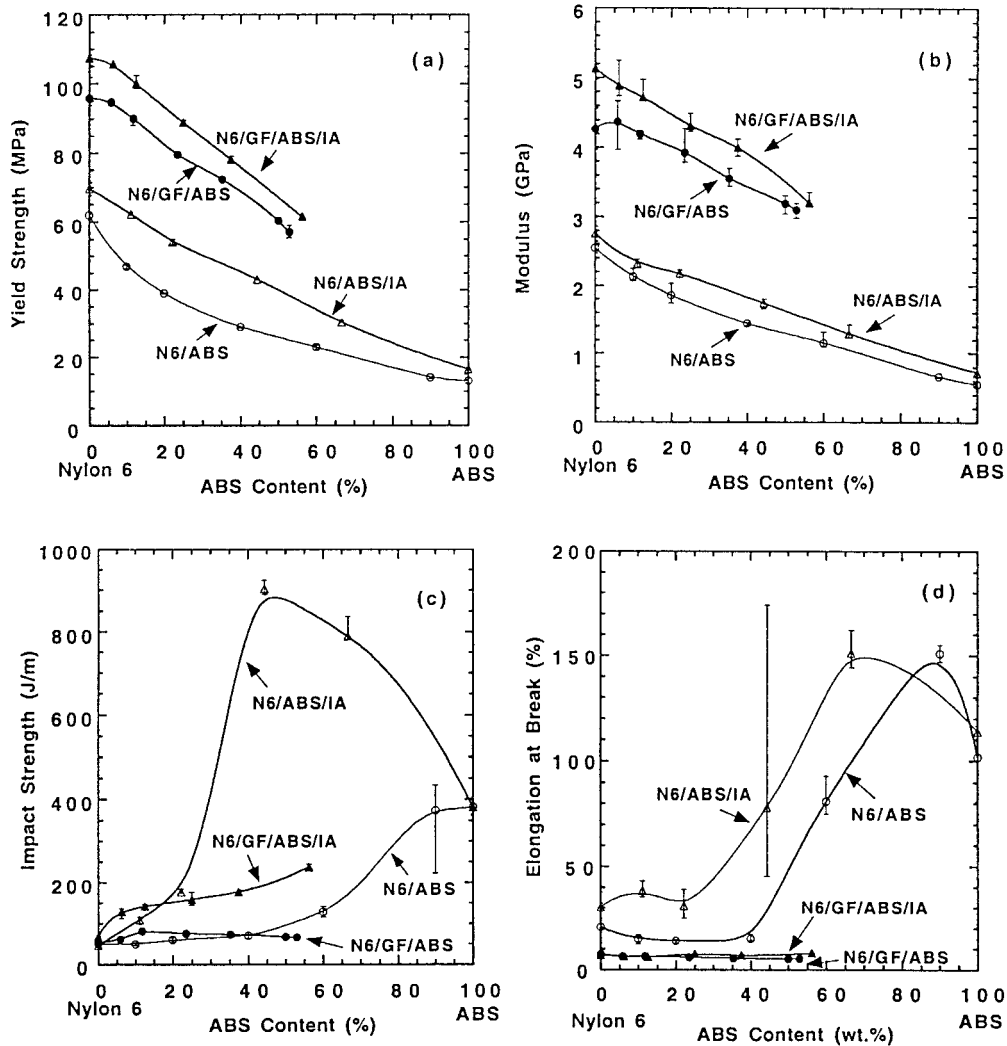 120
100
80
60
40
20
0
Yield Strength (MPa)
(a)
N6/GF/ABS/IA
N6/GF/ABS
N6/ABS/IA
N6/ABS
0 20 40 60 80 100
Nylon 6 ABS
ABS Content (%)
6
5
4
3
2
1
0
Modulus (GPa)
(b)
N6/GF/ABS/IA
N6/GF/ABS
N6/ABS/IA
N6/ABS
0 20 40 60 80 100
Nylon 6 ABS
ABS Content (%)
1000
800
600
400
200
0
Impact Strength (J/m)
(c)
N6/ABS/IA
N6/GF/ABS/IA
N6/ABS
N6/GF/ABS
0 20 40 60 80 100
Nylon 6 ABS
ABS Content (%)
200
150
100
50
0
Elongation at Break (%)
(d)
N6/ABS/IA
N6/ABS
N6/GF/ABS/IA
N6/GF/ABS
0 20 40 60 80 100
Nylon 6 ABS
ABS Content (wt.%)